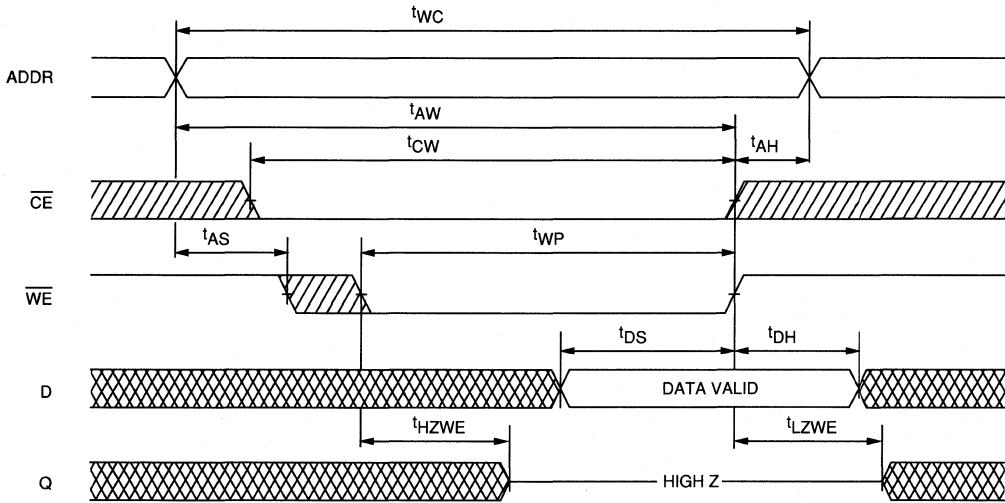 tWC
ADDR
tAW
tCW
tAH
CE
tAS
tWP
WE
tDS
tDH
D
DATA VALID
tHZWE
tLZWE
Q
HIGH Z